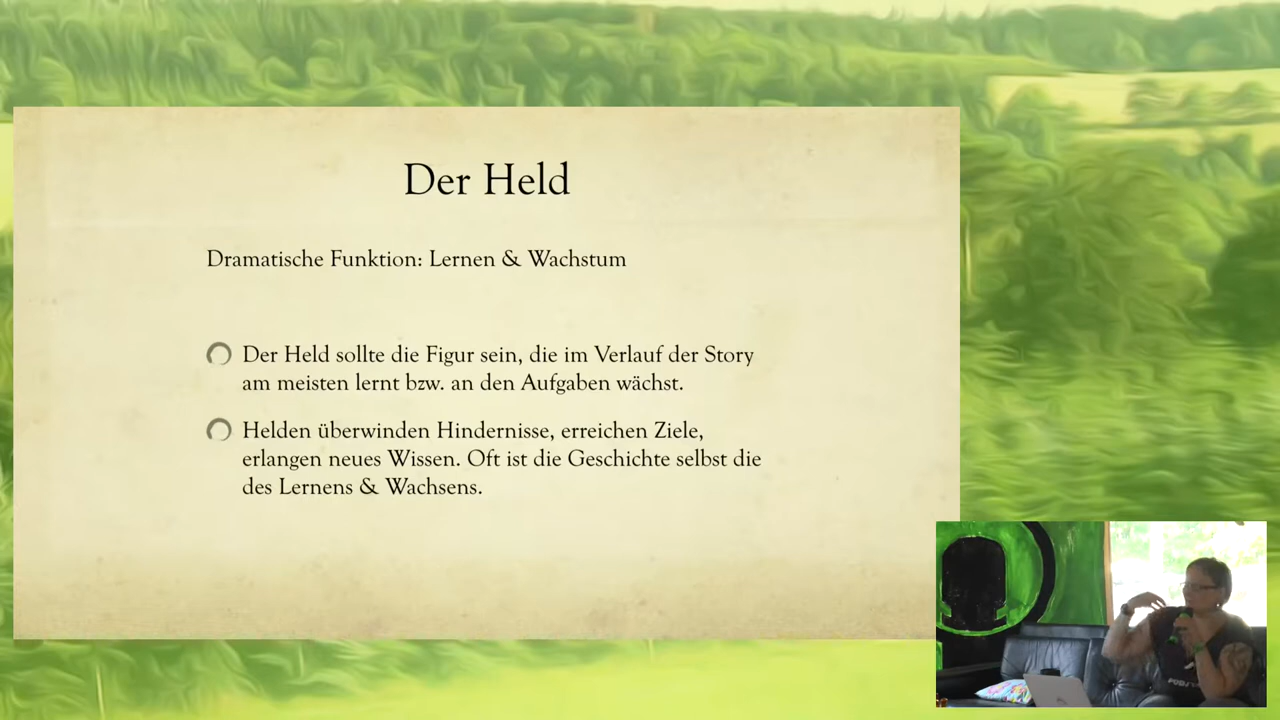 Der Held
Dramatische Funktion: Lernen & Wachstum
Der Held sollte die Figur sein, die im Verlauf der Story
am meisten lernt bzw. an den Aufgaben wächst.
Helden überwinden Hindernisse, erreichen Ziele,
erlangen neues Wissen. Oft ist die Geschichte selbst die
des Lernens & Wachsens.